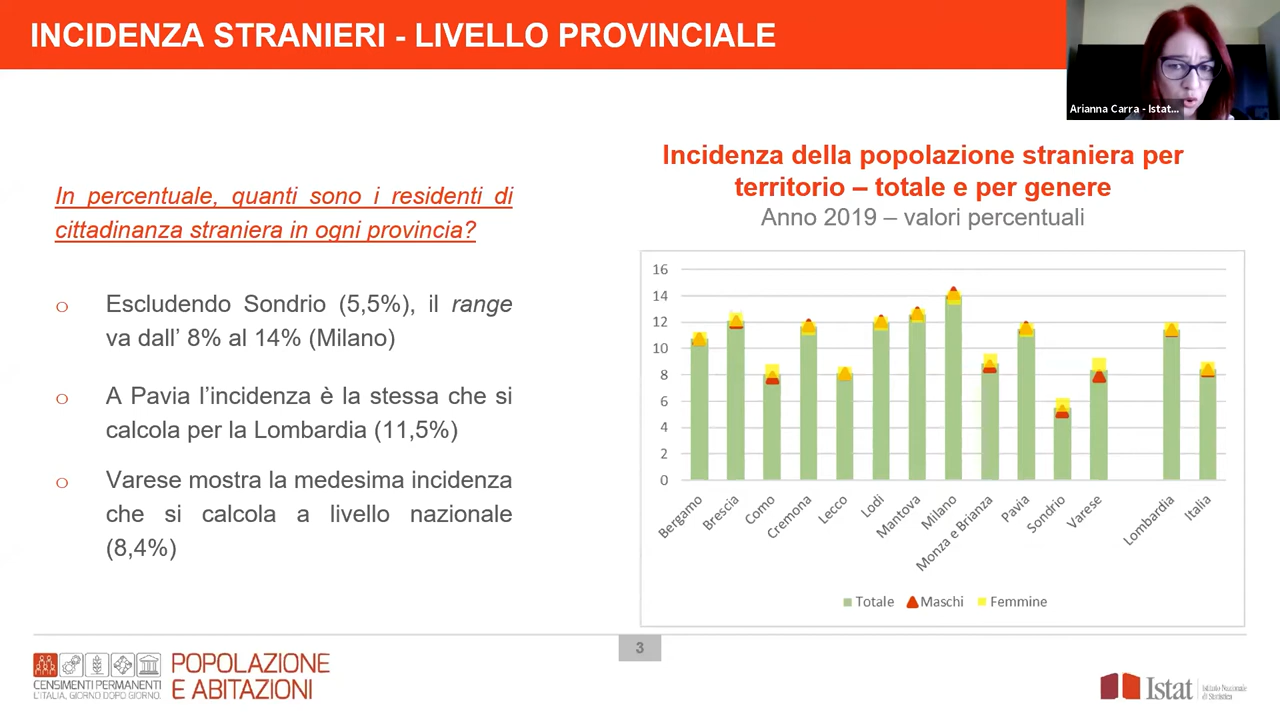 INCIDENZA STRANIERI - LIVELLO PROVINCIALE
Arianna Carra - Istat...
In percentuale, quanti sono i residenti di
cittadinanza straniera in ogni provincia?
o Escludendo Sondrio (5,5%), il range
va dall' 8% al 14% (Milano)
o A Pavia l'incidenza è la stessa che si
calcola per la Lombardia (11,5%)
o Varese mostra la medesima incidenza
che si calcola a livello nazionale
(8,4%)
Incidenza della popolazione straniera per
territorio – totale e per genere
Anno 2019 – valori percentuali
16
14
12
10
8
6
4
2
0
Bergamo
Brescia
Como
Cremona
Lecco
Lodi
Mantova
Milano
Monza e Brianza
Pavia
Sondrio
Varese
Lombardia
Italia
Totale Maschi Femmine
3
CENSIMENTI PERMANENTI
L'ITALIA, GIORNO DOPO GIORNO.
POPOLAZIONE
E ABITAZIONI
Istat
Istituto Nazionale
di Statistica